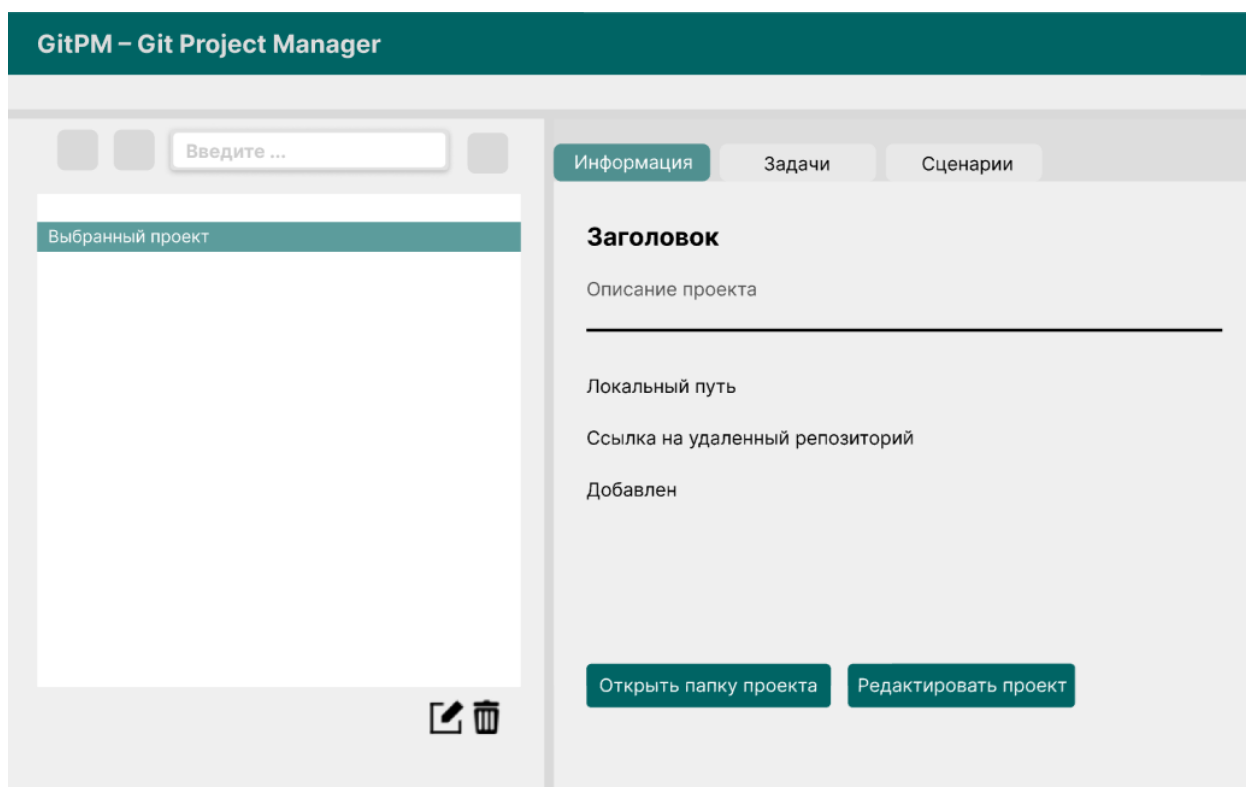 GitPM – Git Project Manager
Введите ...
Информация
Задачи
Сценарии
Выбранный проект
Заголовок
Описание проекта
Локальный путь
Ссылка на удаленный репозиторий
Добавлен
Открыть папку проекта
Редактировать проект